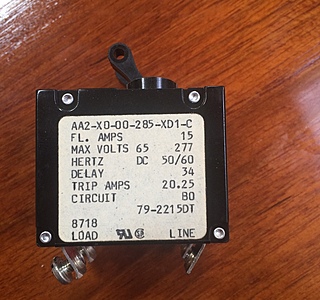 AA2-X0-00-285-XD1-C
FL. AMPS 15
MAX VOLTS 65 277
HERTZ DC 50/60
DELAY 34
TRIP AMPS 20.25
CIRCUIT B0
79-2215DT
8718
LOAD LINE